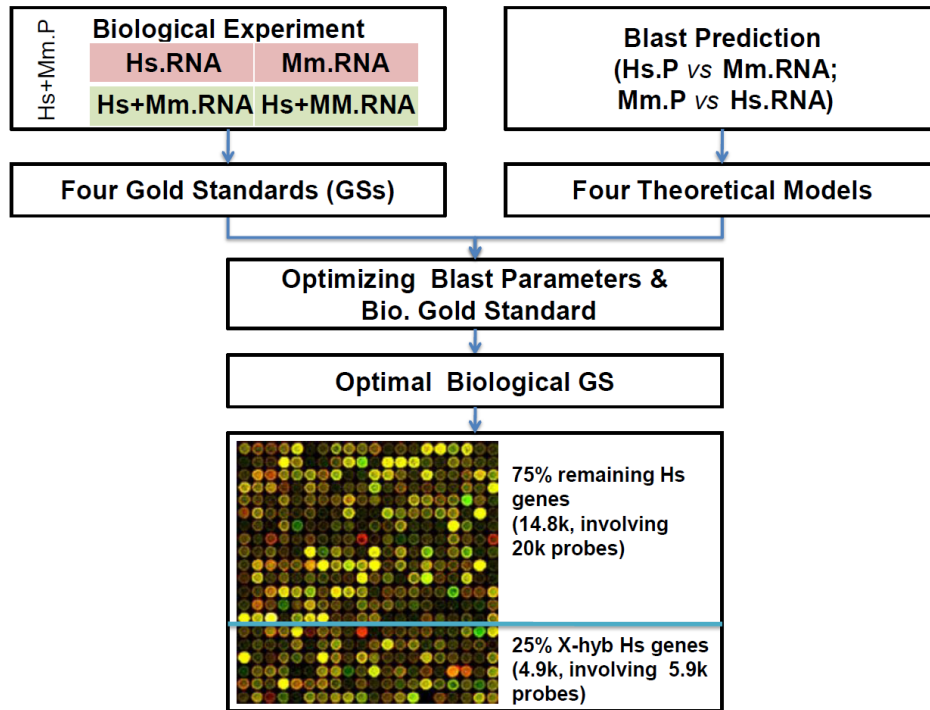 Hs+Mm.P
Biological Experiment
Hs.RNA Mm.RNA
Hs+Mm.RNA Hs+MM.RNA
Blast Prediction
(Hs.P vs Mm.RNA;
Mm.P vs Hs.RNA)
Four Gold Standards (GSs)
Four Theoretical Models
Optimizing Blast Parameters &
Bio. Gold Standard
Optimal Biological GS
75% remaining Hs
genes
(14.8k, involving
20k probes)
25% X-hyb Hs genes
(4.9k, involving 5.9k
probes)